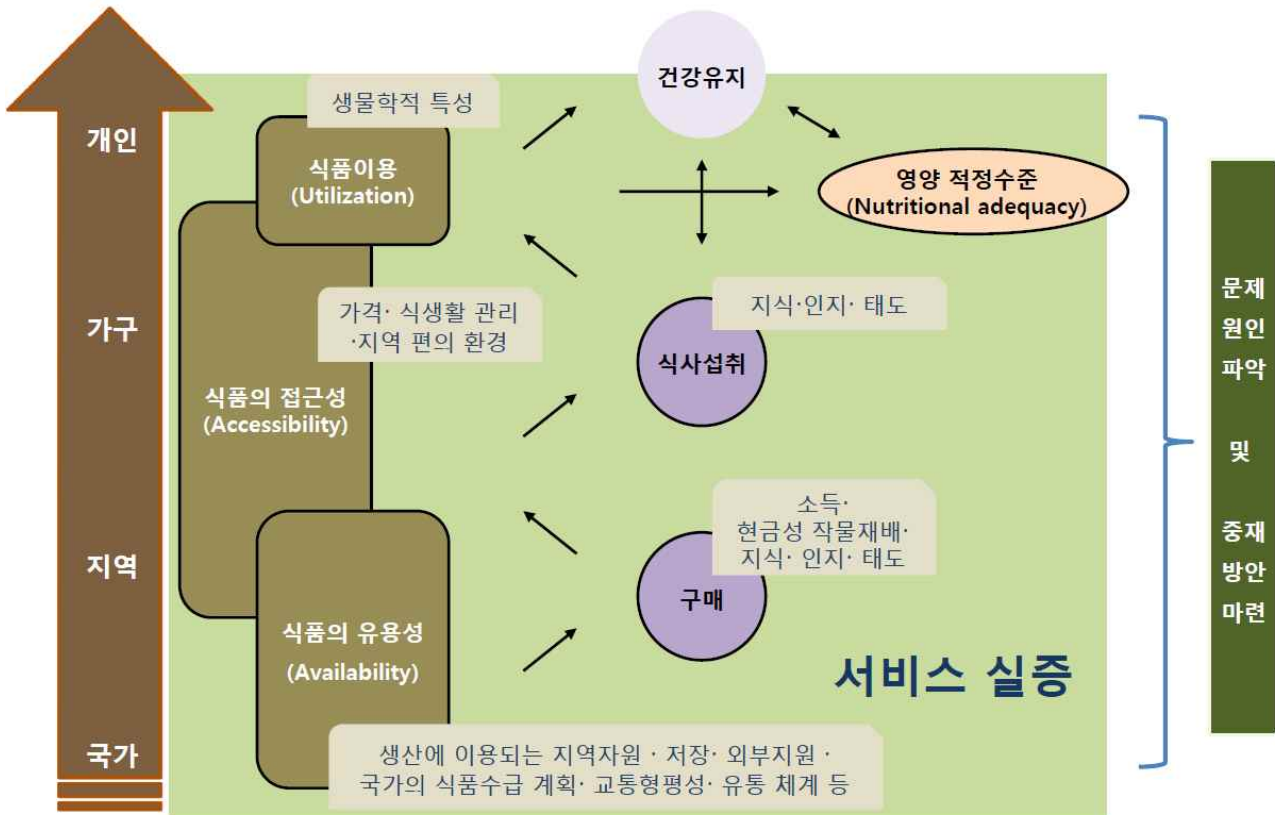 개인
가구
지역
국가
생물학적 특성
식품이용
(Utilization)
건강유지
영양 적정수준
(Nutritional adequacy)
가격· 식생활 관리
·지역 편의 환경
지식·인지· 태도
식사섭취
식품의 접근성
(Accessibility)
소득·
현금성 작물재배·
지식· 인지· 태도
구매
식품의 유용성
(Availability)
서비스 실증
생산에 이용되는 지역자원 · 저장· 외부지원 ·
국가의 식품수급 계획· 교통형평성· 유통 체계 등
문제
원인
파악
및
중재
방안
마련